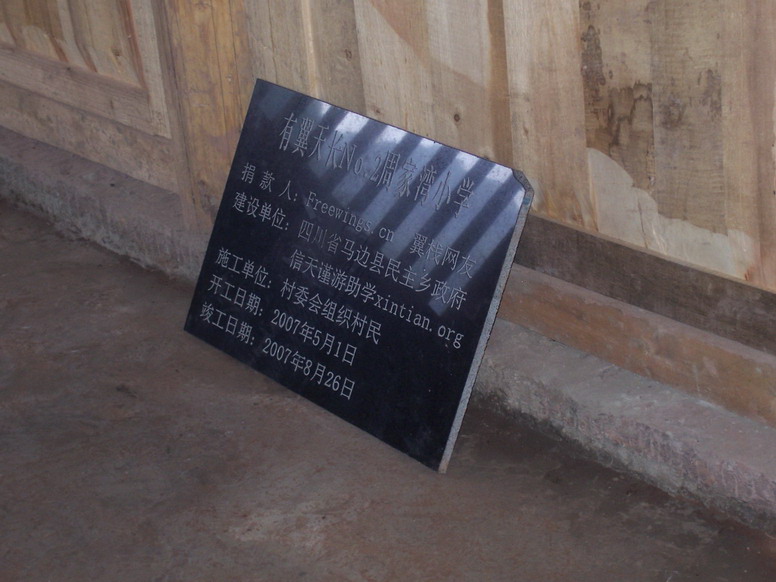 有翼天长No.2周家湾小学
捐款人：Freewings.cn 翼栈网友
建设单位：四川省马边县民主乡政府
信天谨游助学xintian.org
施工单位：村委会组织村民
开工日期：2007年5月1日
竣工日期：2007年8月26日